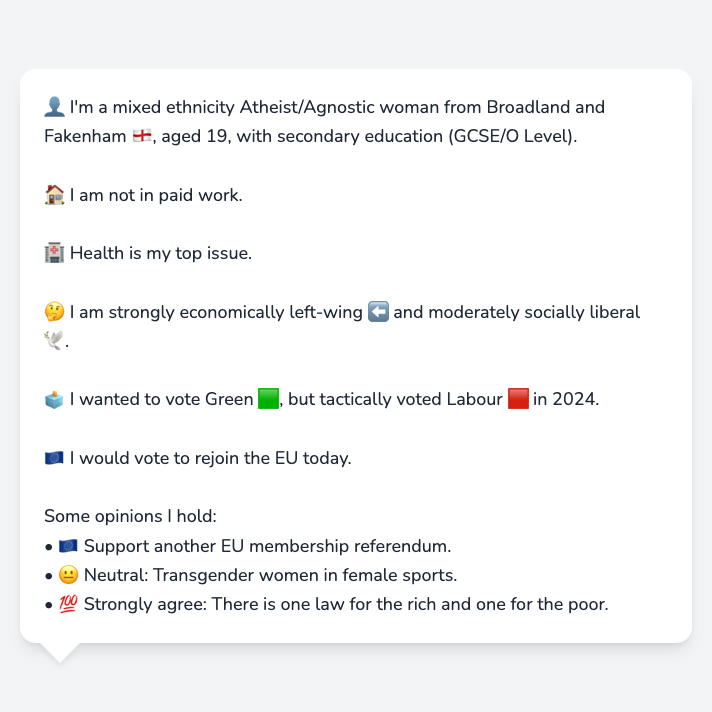 👤 I'm a mixed ethnicity Atheist/Agnostic woman from Broadland and
Fakenham 🏴󠁧󠁢󠁥󠁮󠁧󠁿, aged 19, with secondary education (GCSE/O Level).
🏠 I am not in paid work.
🏥 Health is my top issue.
🤔 I am strongly economically left-wing ⬅️ and moderately socially liberal
🕊️.
🗳️ I wanted to vote Green 🟩, but tactically voted Labour 🟥 in 2024.
🇪🇺 I would vote to rejoin the EU today.
Some opinions I hold:
• 🇪🇺 Support another EU membership referendum.
• 😐 Neutral: Transgender women in female sports.
• 💯 Strongly agree: There is one law for the rich and one for the poor.